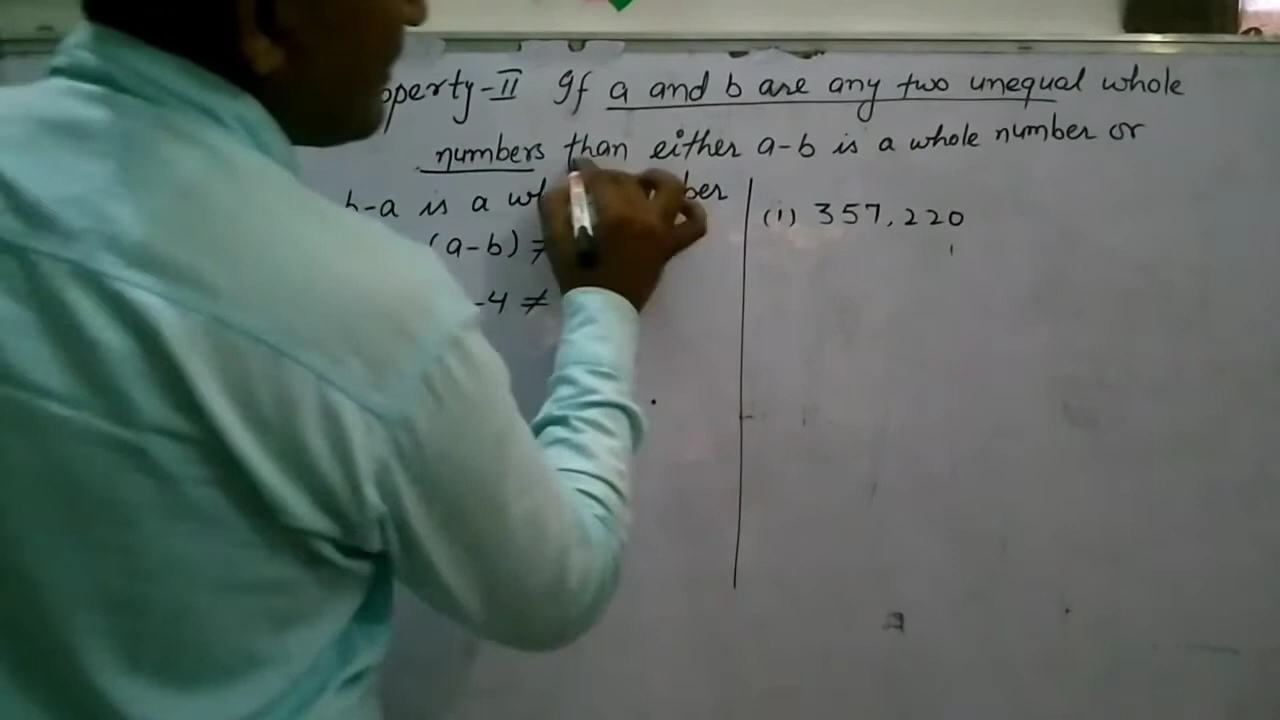 operty-II If a and b are any two unequal whole
numbers than either a-b is a whole number or
b-a is a wh ber
(a-b) =
-4 ≠
(i) 357, 220